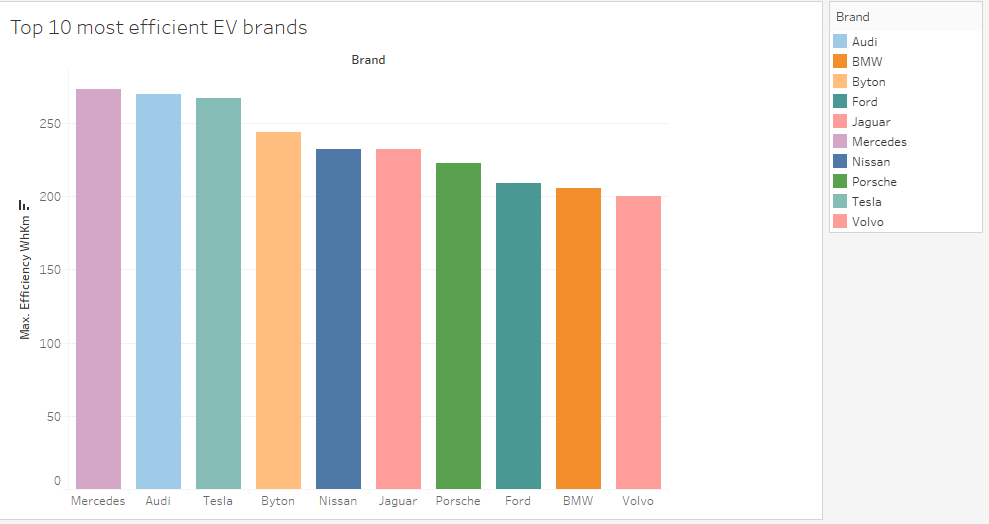 Top 10 most efficient EV brands
Brand
Max. Efficiency WhKm
250
200
150
100
50
0
Mercedes Audi Tesla Byton Nissan Jaguar Porsche Ford BMW Volvo
Brand
Audi
BMW
Byton
Ford
Jaguar
Mercedes
Nissan
Porsche
Tesla
Volvo